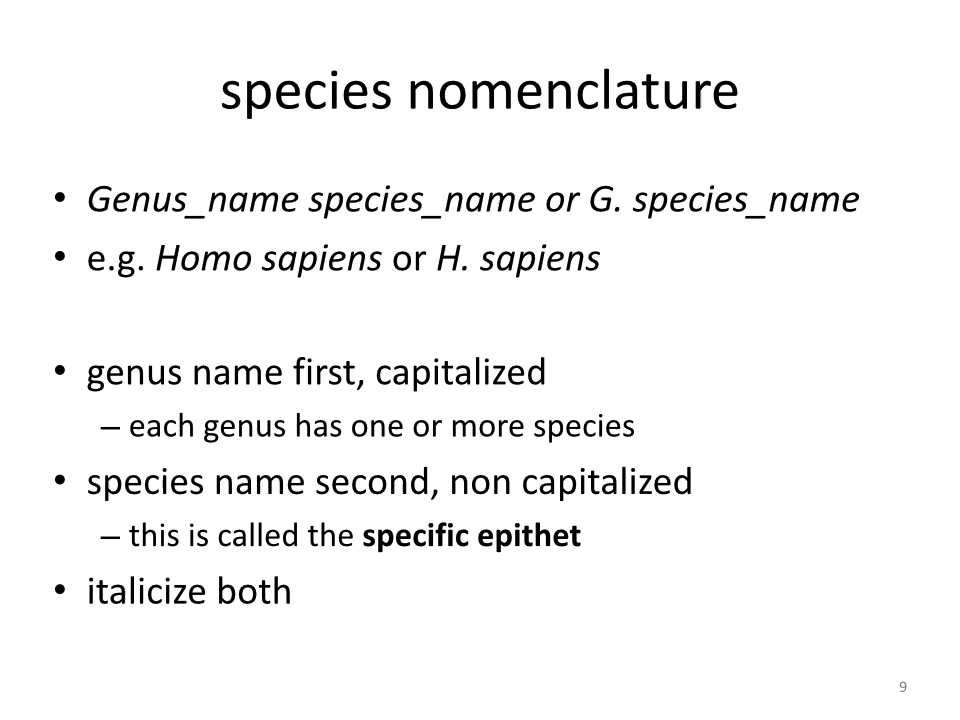 species nomenclature
• Genus_name species_name or G. species_name
• e.g. Homo sapiens or H. sapiens
• genus name first, capitalized
– each genus has one or more species
• species name second, non capitalized
– this is called the specific epithet
• italicize both
9